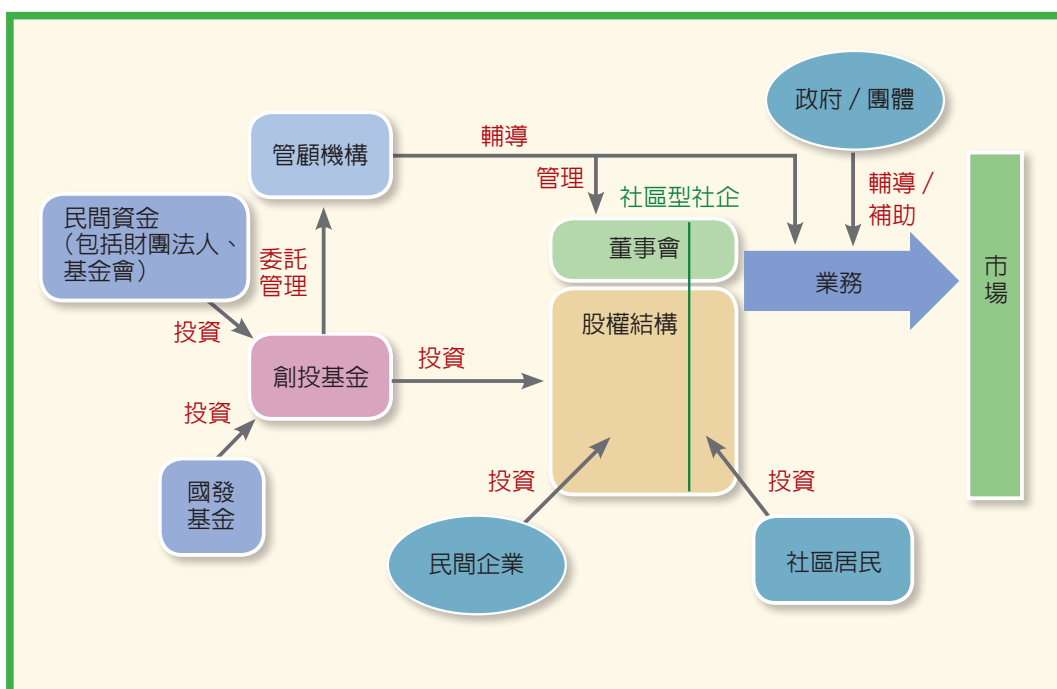 政府 / 團體
管顧機構
輔導
管理
輔導 /
補助
社區型社企
民間資金
(包括財團法人、
基金會)
委託
管理
董事會
業務
市場
投資
股權結構
創投基金
投資
投資
國發
基金
投資
投資
民間企業
社區居民